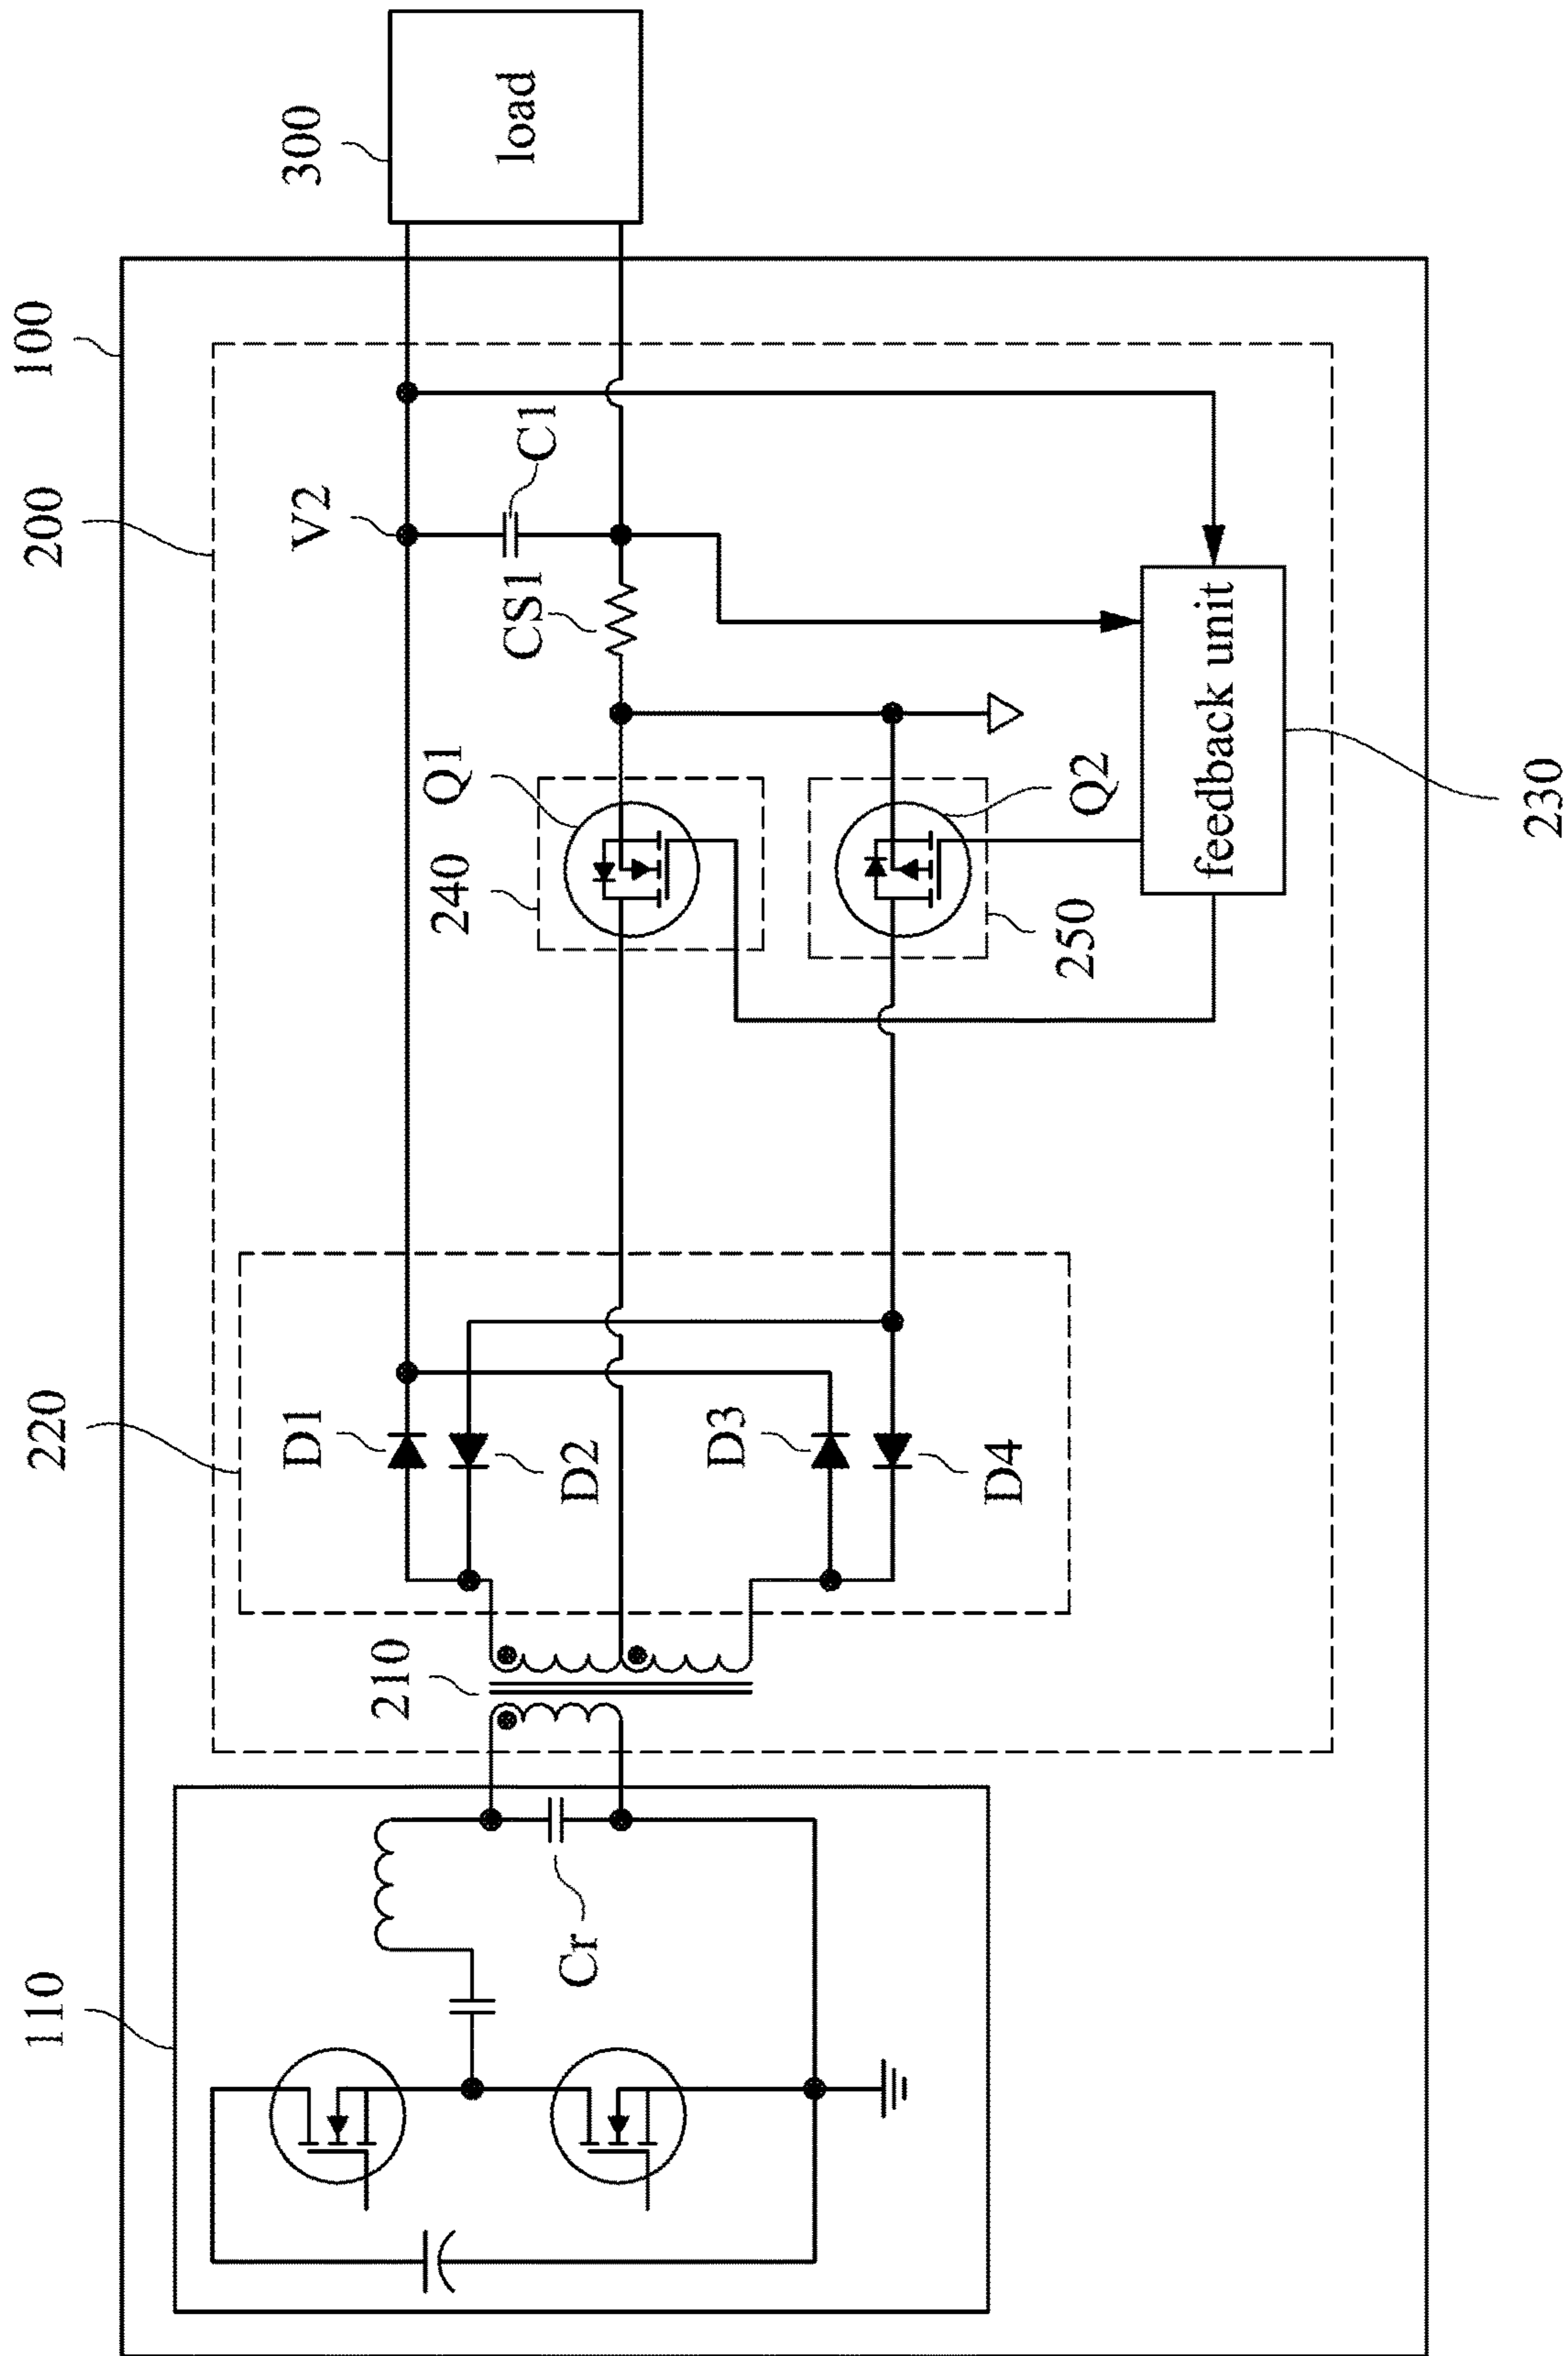 100
110
Cr
200
210
220
D1
D2
D3
D4
240
Q1
250
Q2
CS1
V2
C1
feedback unit
230
300
load